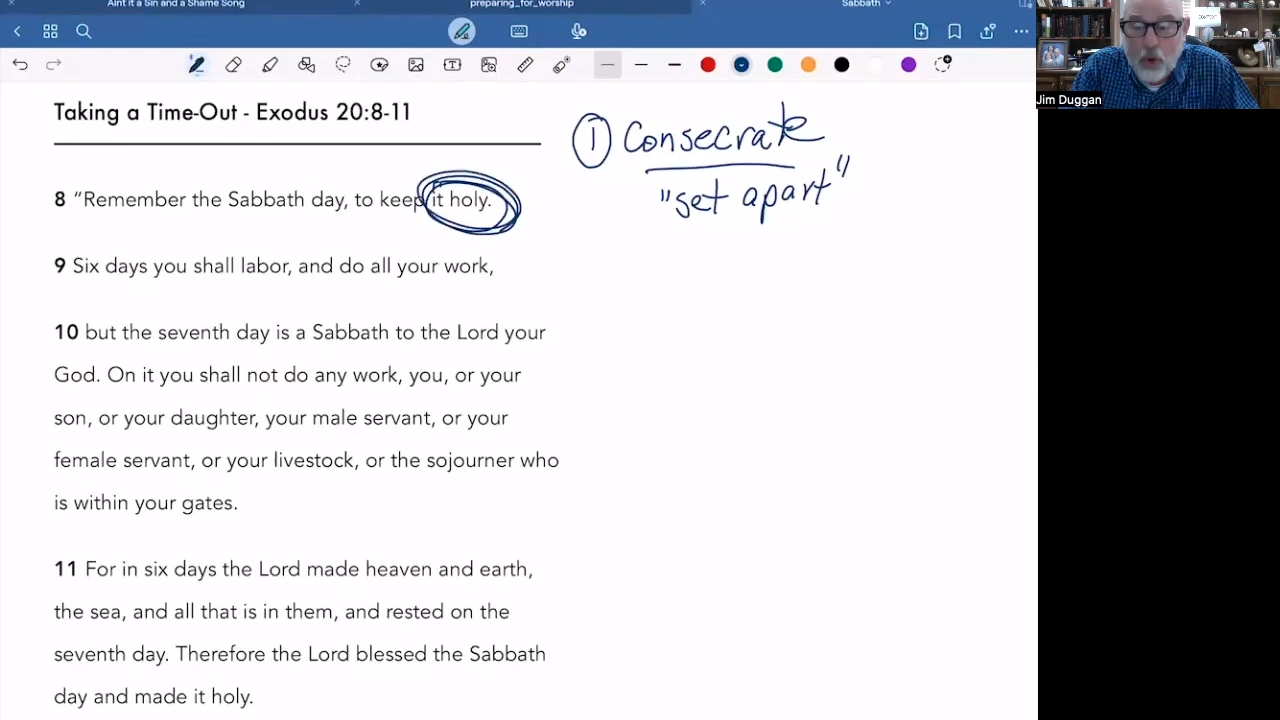 Aint it a Sin and a Shame Song
preparing_for_worship
Sabbath
Jim Duggan
Taking a Time-Out - Exodus 20:8-11
① Consecrate
"set apart"
8 “Remember the Sabbath day, to keep it holy.
9 Six days you shall labor, and do all your work,
10 but the seventh day is a Sabbath to the Lord your
God. On it you shall not do any work, you, or your
son, or your daughter, your male servant, or your
female servant, or your livestock, or the sojourner who
is within your gates.
11 For in six days the Lord made heaven and earth,
the sea, and all that is in them, and rested on the
seventh day. Therefore the Lord blessed the Sabbath
day and made it holy.